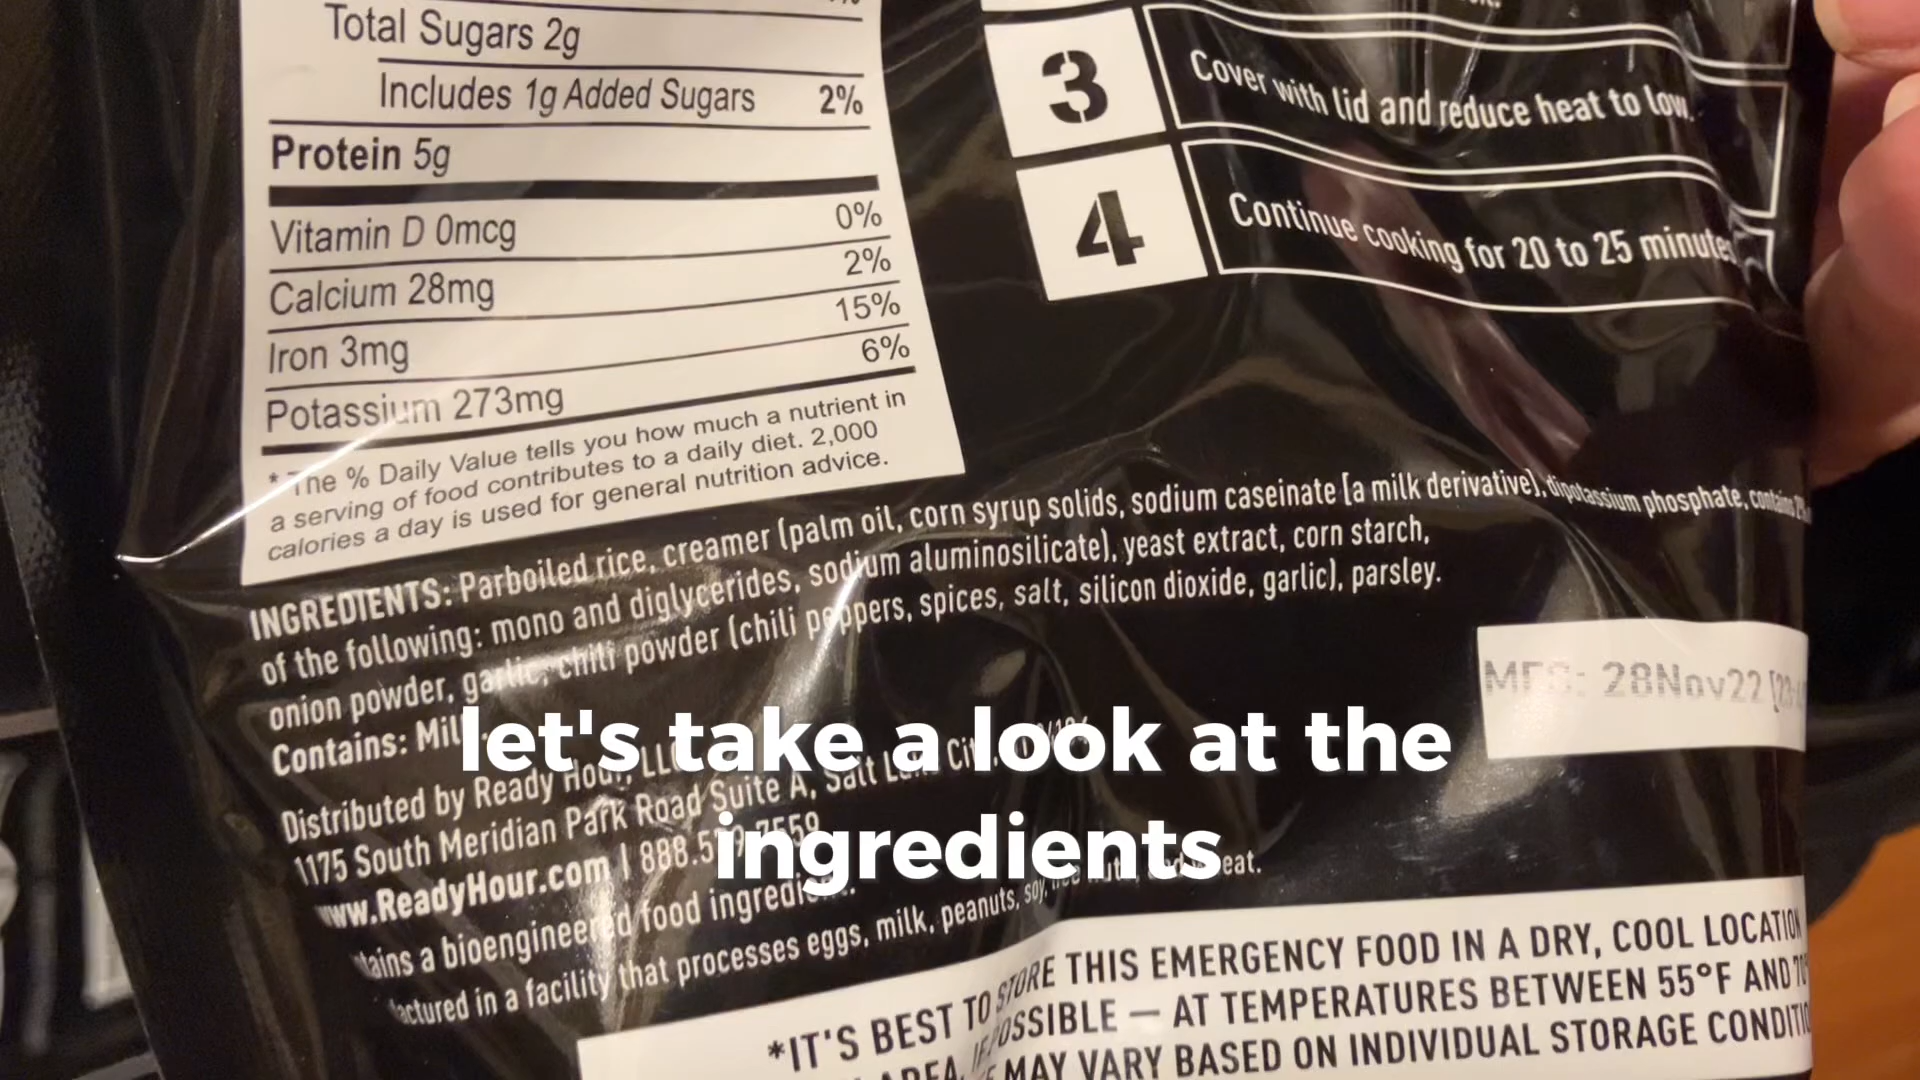 Total Sugars 2g
Includes 1g Added Sugars 2%
Protein 5g
Vitamin D 0mcg 0%
Calcium 28mg 2%
Iron 3mg 15%
Potassium 273mg 6%
* The % Daily Value tells you how much a nutrient in
a serving of food contributes to a daily diet. 2,000
calories a day is used for general nutrition advice.
3 Cover with lid and reduce heat to low.
4 Continue cooking for 20 to 25 minutes
INGREDIENTS: Parboiled rice, creamer (palm oil, corn syrup solids, sodium caseinate [a milk derivative], dipotassium phosphate, contains 2%
of the following: mono and diglycerides, sodium aluminosilicate), yeast extract, corn starch,
onion powder, garlic, chili powder (chili peppers, spices, salt, silicon dioxide, garlic), parsley.
Contains: Milk.
MFG: 28Nov22
Distributed by Ready Hour, LLC
1175 South Meridian Park Road Suite A, Salt Lake City,
www.ReadyHour.com | 888.5
a bioengineered food
in a facility that processes eggs, milk, peanuts, soy,
let's take a look at the
ingredients
*IT'S BEST TO STORE THIS EMERGENCY FOOD IN A DRY, COOL LOCATION
POSSIBLE — AT TEMPERATURES BETWEEN 55°F AND
MAY VARY BASED ON INDIVIDUAL STORAGE